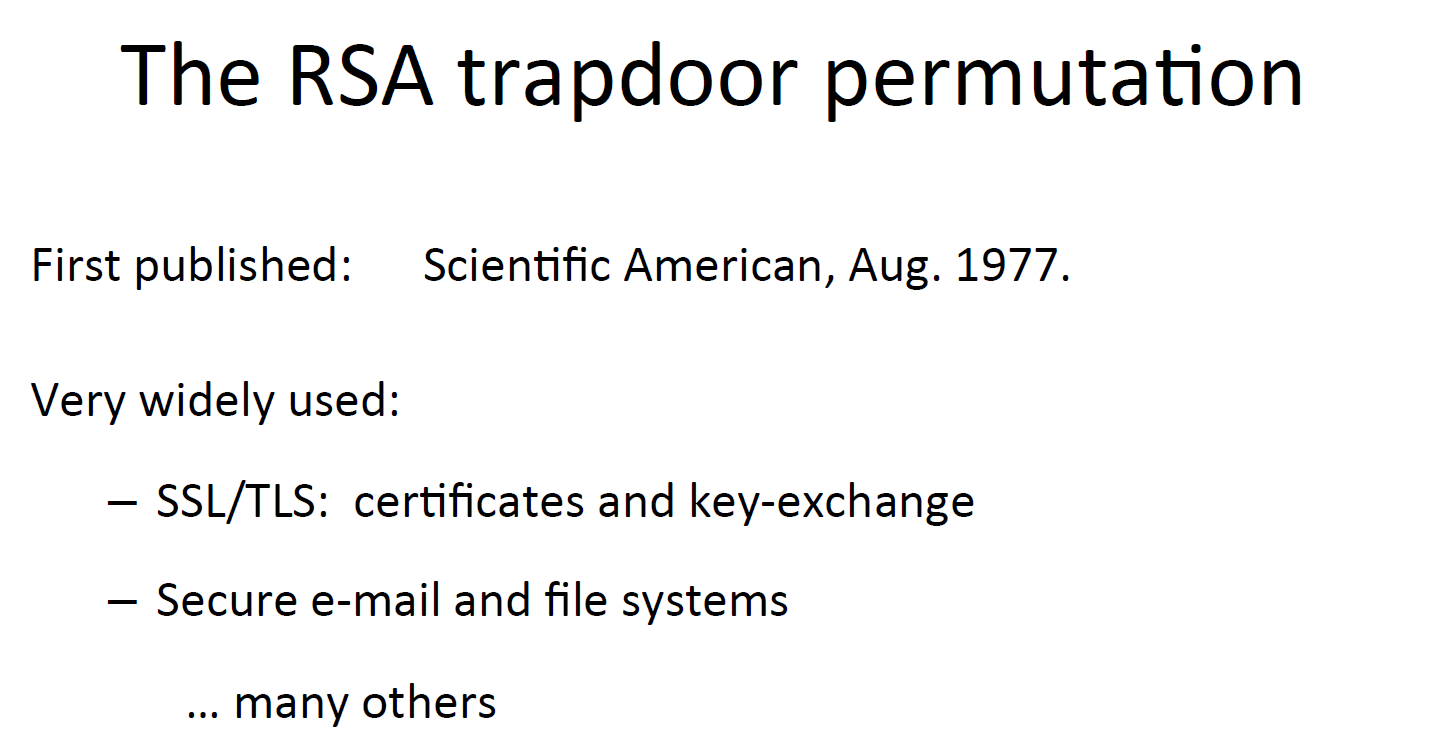 The RSA trapdoor permutation
First published: Scientific American, Aug. 1977.
Very widely used:
– SSL/TLS: certificates and key-exchange
– Secure e-mail and file systems
... many others